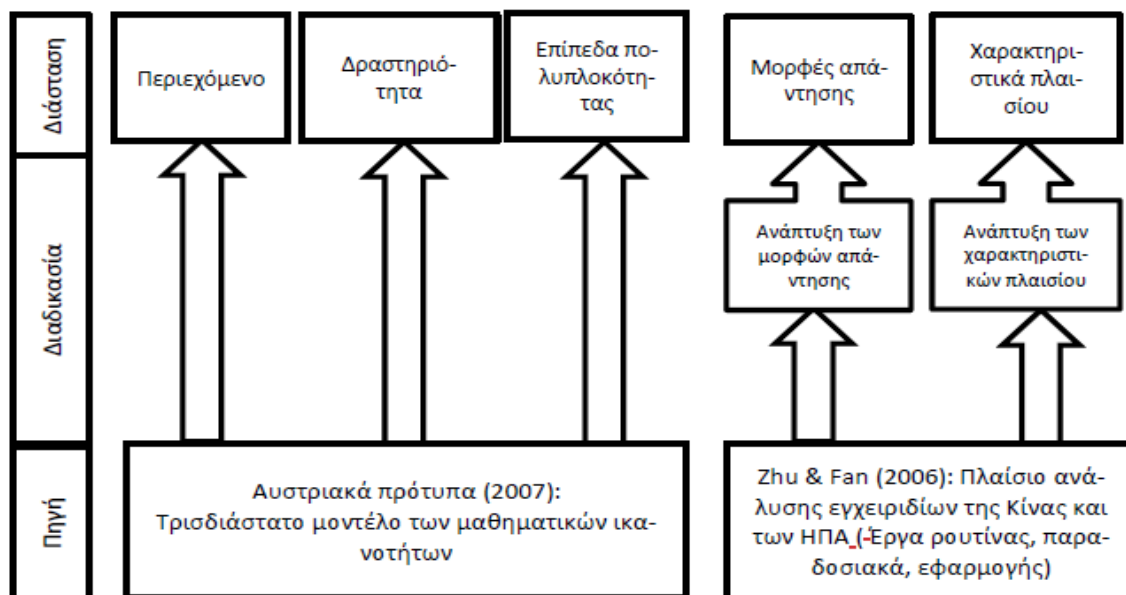 Διάσταση
Περιεχόμενο
Δραστηριό-
τητα
Επίπεδα πο-
λυπλοκότη-
τας
Μορφές απά-
ντησης
Χαρακτηρι-
στικά πλαι-
σίου
Διαδικασία
Ανάπτυξη των
μορφών απά-
ντησης
Ανάπτυξη των
χαρακτηριστι-
κών πλαισίου
Πηγή
Αυστριακά πρότυπα (2007):
Τρισδιάστατο μοντέλο των μαθηματικών ικα-
νοτήτων
Zhu & Fan (2006): Πλαίσιο ανά-
λυσης εγχειριδίων της Κίνας και
των ΗΠΑ (-Έργα ρουτίνας, παρα-
δοσιακά, εφαρμογής)